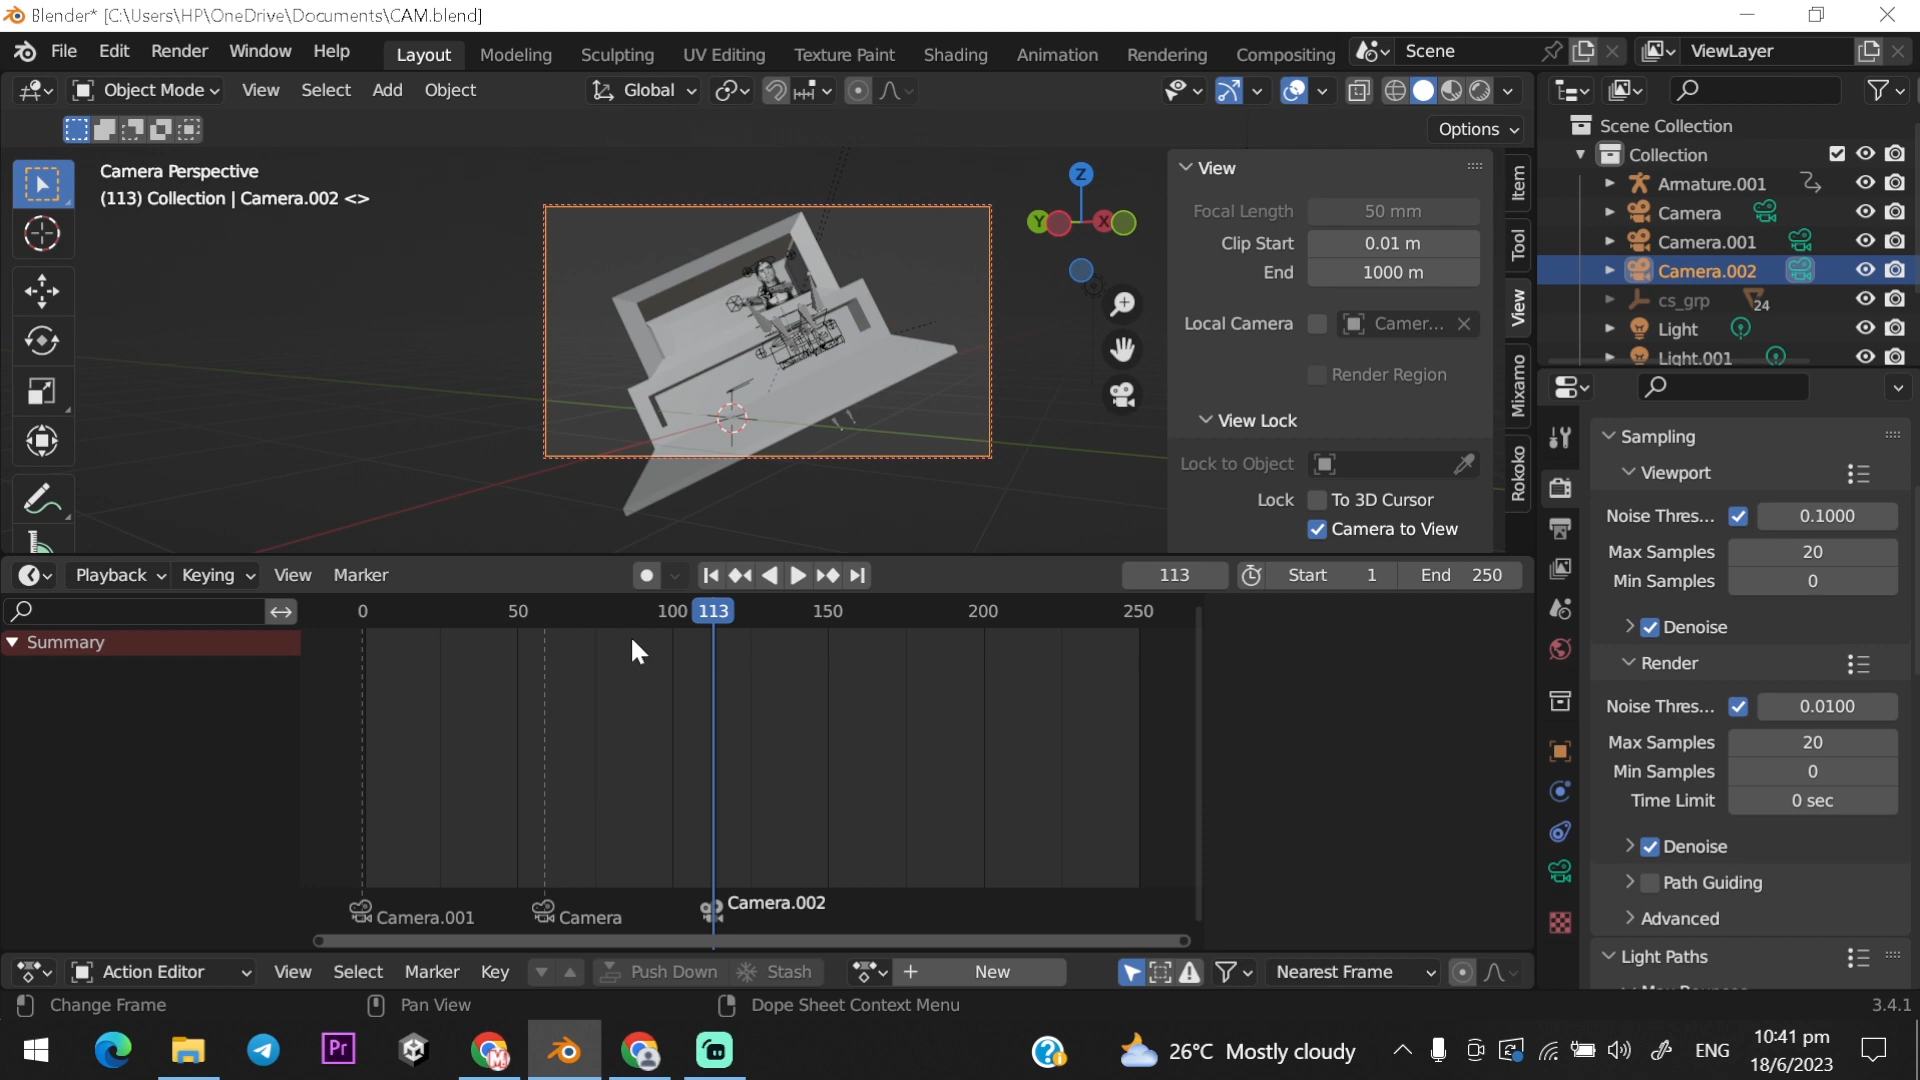 Blender* [C:\Users\HP\OneDrive\Documents\CAM.blend]
File Edit Render Window Help Layout Modeling Sculpting UV Editing Texture Paint Shading Animation Rendering Compositing Scene ViewLayer
Object Mode View Select Add Object Global
Options
Camera Perspective
(113) Collection | Camera.002 <>
Z
Y X
View
Focal Length 50 mm
Clip Start 0.01 m
End 1000 m
Local Camera Camer...
Render Region
View Lock
Lock to Object
Lock To 3D Cursor
Camera to View
Item
Tool
View
Mixamo
Rokoko
Scene Collection
Collection
Armature.001
Camera
Camera.001
Camera.002
cs_grp 24
Light
Light.001
Sampling
Viewport
Noise Thres... 0.1000
Max Samples 20
Min Samples 0
Denoise
Render
Noise Thres... 0.0100
Max Samples 20
Min Samples 0
Time Limit 0 sec
Denoise
Path Guiding
Advanced
Light Paths
Playback Keying View Marker 113 Start 1 End 250
0 50 100 113 150 200 250
Summary
Camera.001 Camera Camera.002
Action Editor View Select Marker Key Push Down Stash New Nearest Frame
Change Frame Pan View Dope Sheet Context Menu 3.4.1
Pr M 26°C Mostly cloudy ENG 10:41 pm
18/6/2023